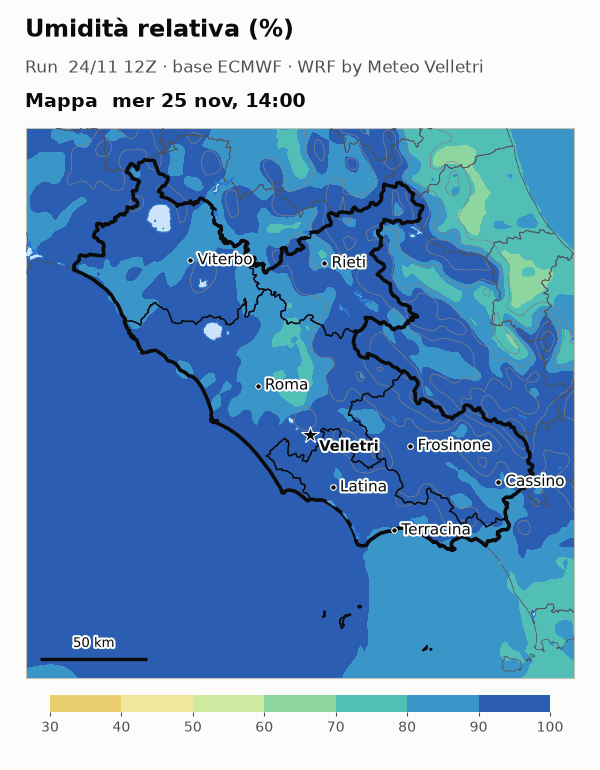 Umidità relativa (%)
Run  24/11 12Z · base ECMWF · WRF by Meteo Velletri
Mappa  mer 25 nov, 14:00
Viterbo
Rieti
Roma
Velletri
Frosinone
Latina
Cassino
Terracina
50 km
30 40 50 60 70 80 90 100